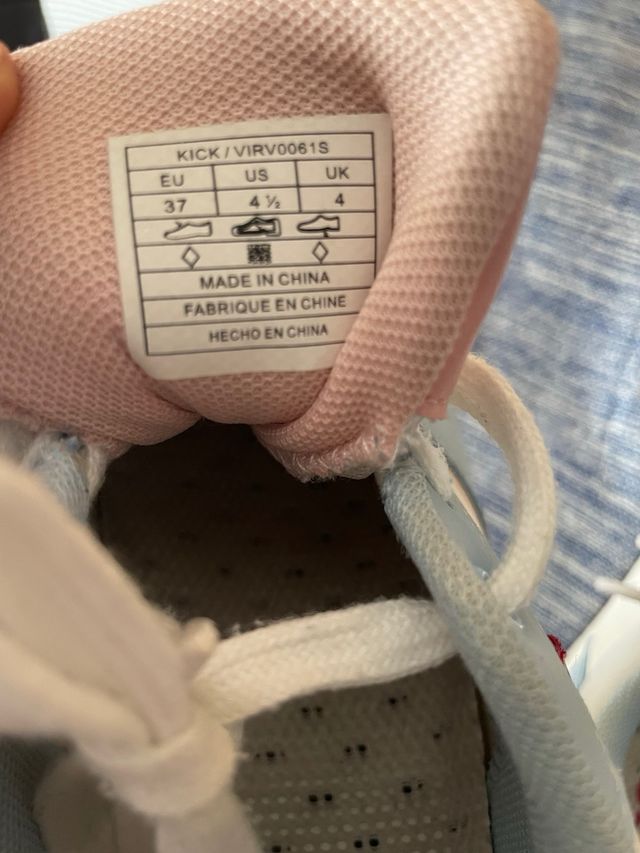 KICK / VIRV0061S
EU US UK
37 4 ½ 4
MADE IN CHINA
FABRIQUE EN CHINE
HECHO EN CHINA